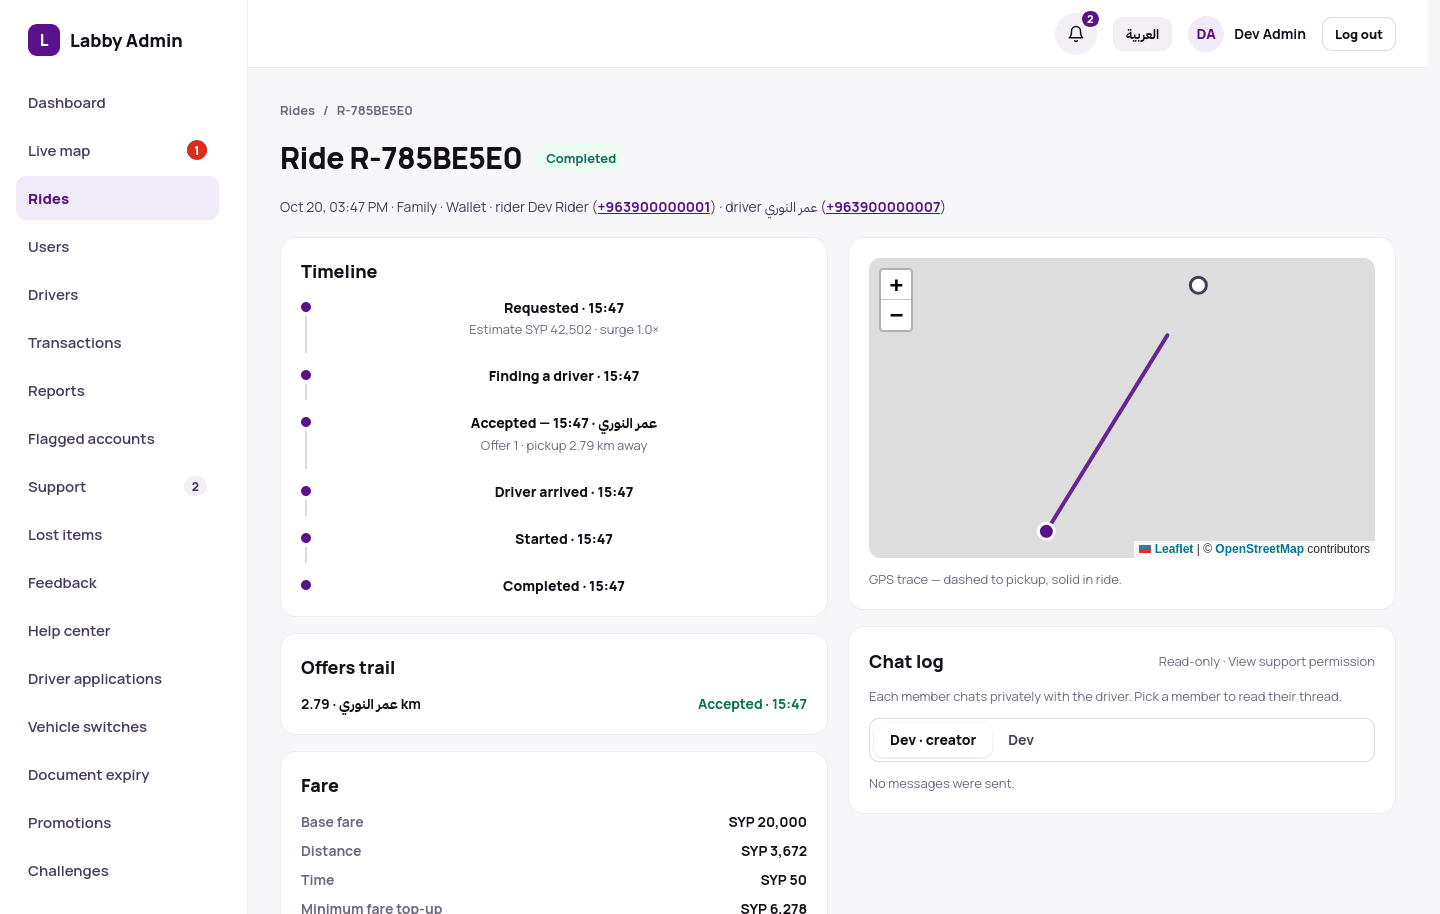 L Labby Admin
2
العربية
DA Dev Admin
Log out
Dashboard
Live map 1
Rides
Users
Drivers
Transactions
Reports
Flagged accounts
Support 2
Lost items
Feedback
Help center
Driver applications
Vehicle switches
Document expiry
Promotions
Challenges
Rides / R-785BE5E0
Ride R-785BE5E0 Completed
Oct 20, 03:47 PM · Family · Wallet · rider Dev Rider (+963900000001) · driver عمر النوري (+963900000007)
Timeline
Requested · 15:47
Estimate SYP 42,502 · surge 1.0×
Finding a driver · 15:47
Accepted — 15:47 · عمر النوري
Offer 1 · pickup 2.79 km away
Driver arrived · 15:47
Started · 15:47
Completed · 15:47
Offers trail
2.79 · عمر النوري km
Accepted · 15:47
Fare
Base fare SYP 20,000
Distance SYP 3,672
Time SYP 50
Minimum fare top-up SYP 6,278
+
−
Leaflet | © OpenStreetMap contributors
GPS trace — dashed to pickup, solid in ride.
Chat log
Read-only · View support permission
Each member chats privately with the driver. Pick a member to read their thread.
Dev · creator
Dev
No messages were sent.